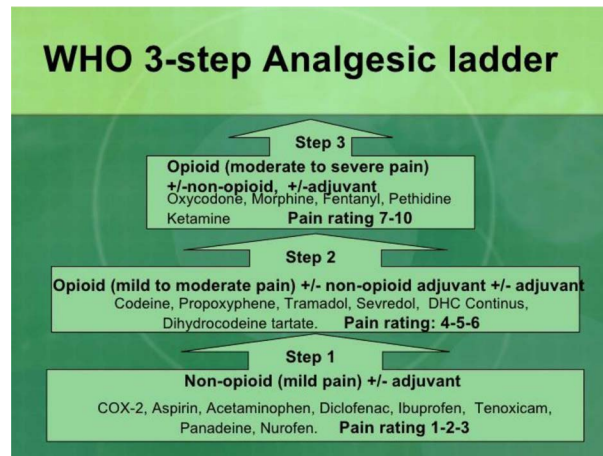 WHO 3-step Analgesic ladder
Step 3
Opioid (moderate to severe pain)
+/-non-opioid, +/-adjuvant
Oxycodone, Morphine, Fentanyl, Pethidine
Ketamine Pain rating 7-10
Step 2
Opioid (mild to moderate pain) +/- non-opioid adjuvant +/- adjuvant
Codeine, Propoxyphene, Tramadol, Sevredol, DHC Continus,
Dihydrocodeine tartate. Pain rating: 4-5-6
Step 1
Non-opioid (mild pain) +/- adjuvant
COX-2, Aspirin, Acetaminophen, Diclofenac, Ibuprofen, Tenoxicam,
Panadeine, Nurofen. Pain rating 1-2-3